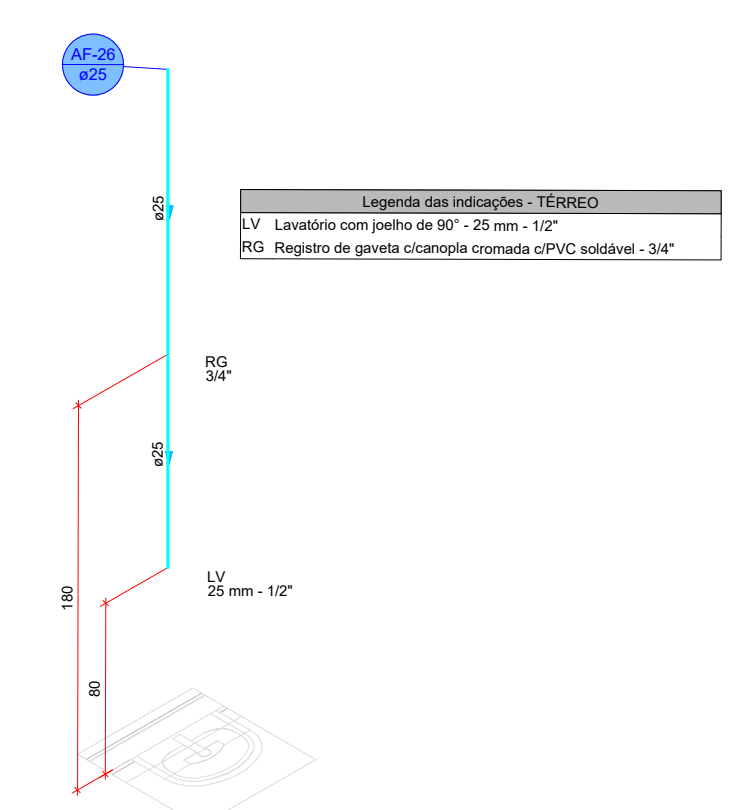 AF-26
ø25
ø25
Legenda das indicações - TÉRREO
LV Lavatório com joelho de 90° - 25 mm - 1/2"
RG Registro de gaveta c/canopla cromada c/PVC soldável - 3/4"
RG
3/4"
ø25
LV
25 mm - 1/2"
180
80